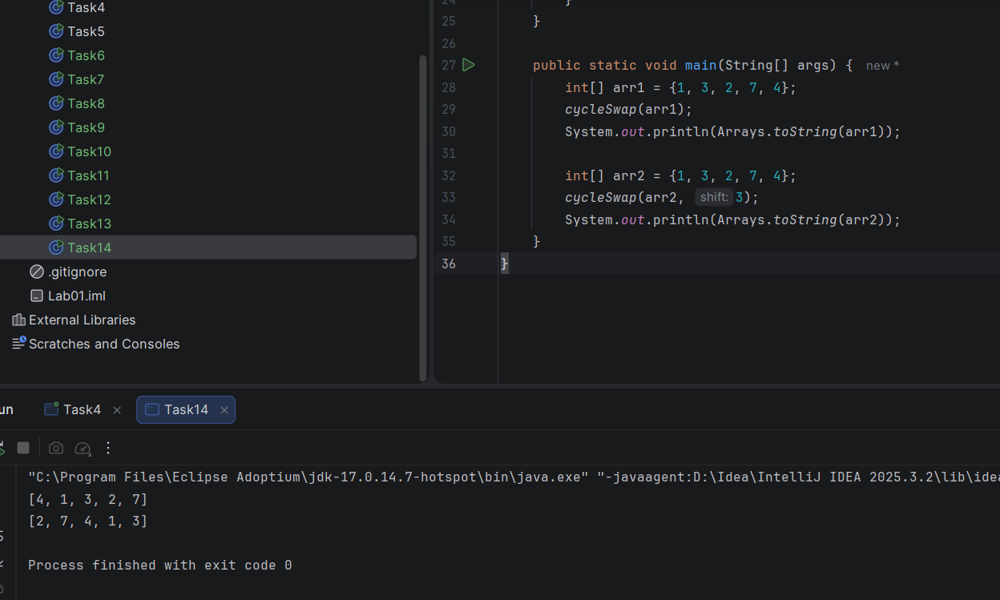 Task4
Task5
Task6
Task7
Task8
Task9
Task10
Task11
Task12
Task13
Task14
.gitignore
Lab01.iml
External Libraries
Scratches and Consoles
25 }
26
27 public static void main(String[] args) { new *
28 int[] arr1 = {1, 3, 2, 7, 4};
29 cycleSwap(arr1);
30 System.out.println(Arrays.toString(arr1));
31
32 int[] arr2 = {1, 3, 2, 7, 4};
33 cycleSwap(arr2, shift: 3);
34 System.out.println(Arrays.toString(arr2));
35 }
36 }
un Task4 Task14
"C:\Program Files\Eclipse Adoptium\jdk-17.0.14.7-hotspot\bin\java.exe" "-javaagent:D:\Idea\IntelliJ IDEA 2025.3.2\lib\idea
[4, 1, 3, 2, 7]
[2, 7, 4, 1, 3]
Process finished with exit code 0